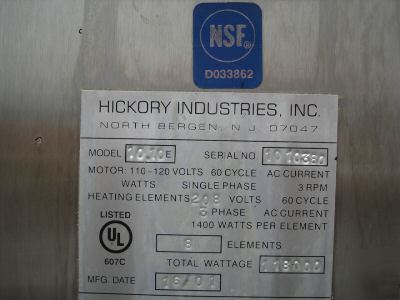 NSF®
D033862
HICKORY INDUSTRIES, INC.
NORTH BERGEN, N.J. 07047
MODEL 10.10E SERIAL NO.
MOTOR: 110-120 VOLTS 60 CYCLE AC CURRENT
WATTS SINGLE PHASE 3 RPM
HEATING ELEMENTS 208 VOLTS 60 CYCLE
3 PHASE AC CURRENT
1400 WATTS PER ELEMENT
LISTED
UL
8 ELEMENTS
607C
TOTAL WATTAGE
MFG. DATE